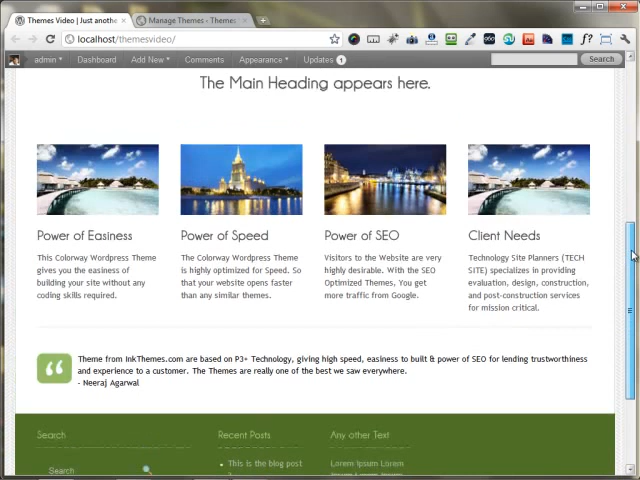 Themes Video | Just anothe
Manage Themes - Themes
localhost/themesvideo/
admin
Dashboard
Add New
Comments
Appearance
Updates 1
Search
The Main Heading appears here.
Power of Easiness
This Colorway Wordpress Theme
gives you the easiness of
building your site without any
coding skills required.
Power of Speed
The Colorway Wordpress Theme
is highly optimized for Speed. So
that your website opens faster
than any similar themes.
Power of SEO
Visitors to the Website are very
highly desirable. With the SEO
Optimized Themes, You get
more traffic from Google.
Client Needs
Technology Site Planners (TECH
SITE) specializes in providing
evaluation, design, construction,
and post-construction services
for mission critical.
Theme from InkThemes.com are based on P3+ Technology, giving high speed, easiness to built & power of SEO for lending trustworthiness
and experience to a customer. The Themes are really one of the best we saw everywhere.
- Neeraj Agarwal
Search
Recent Posts
Any other Text
Search
This is the blog post
Lorem Ipsum Lorem